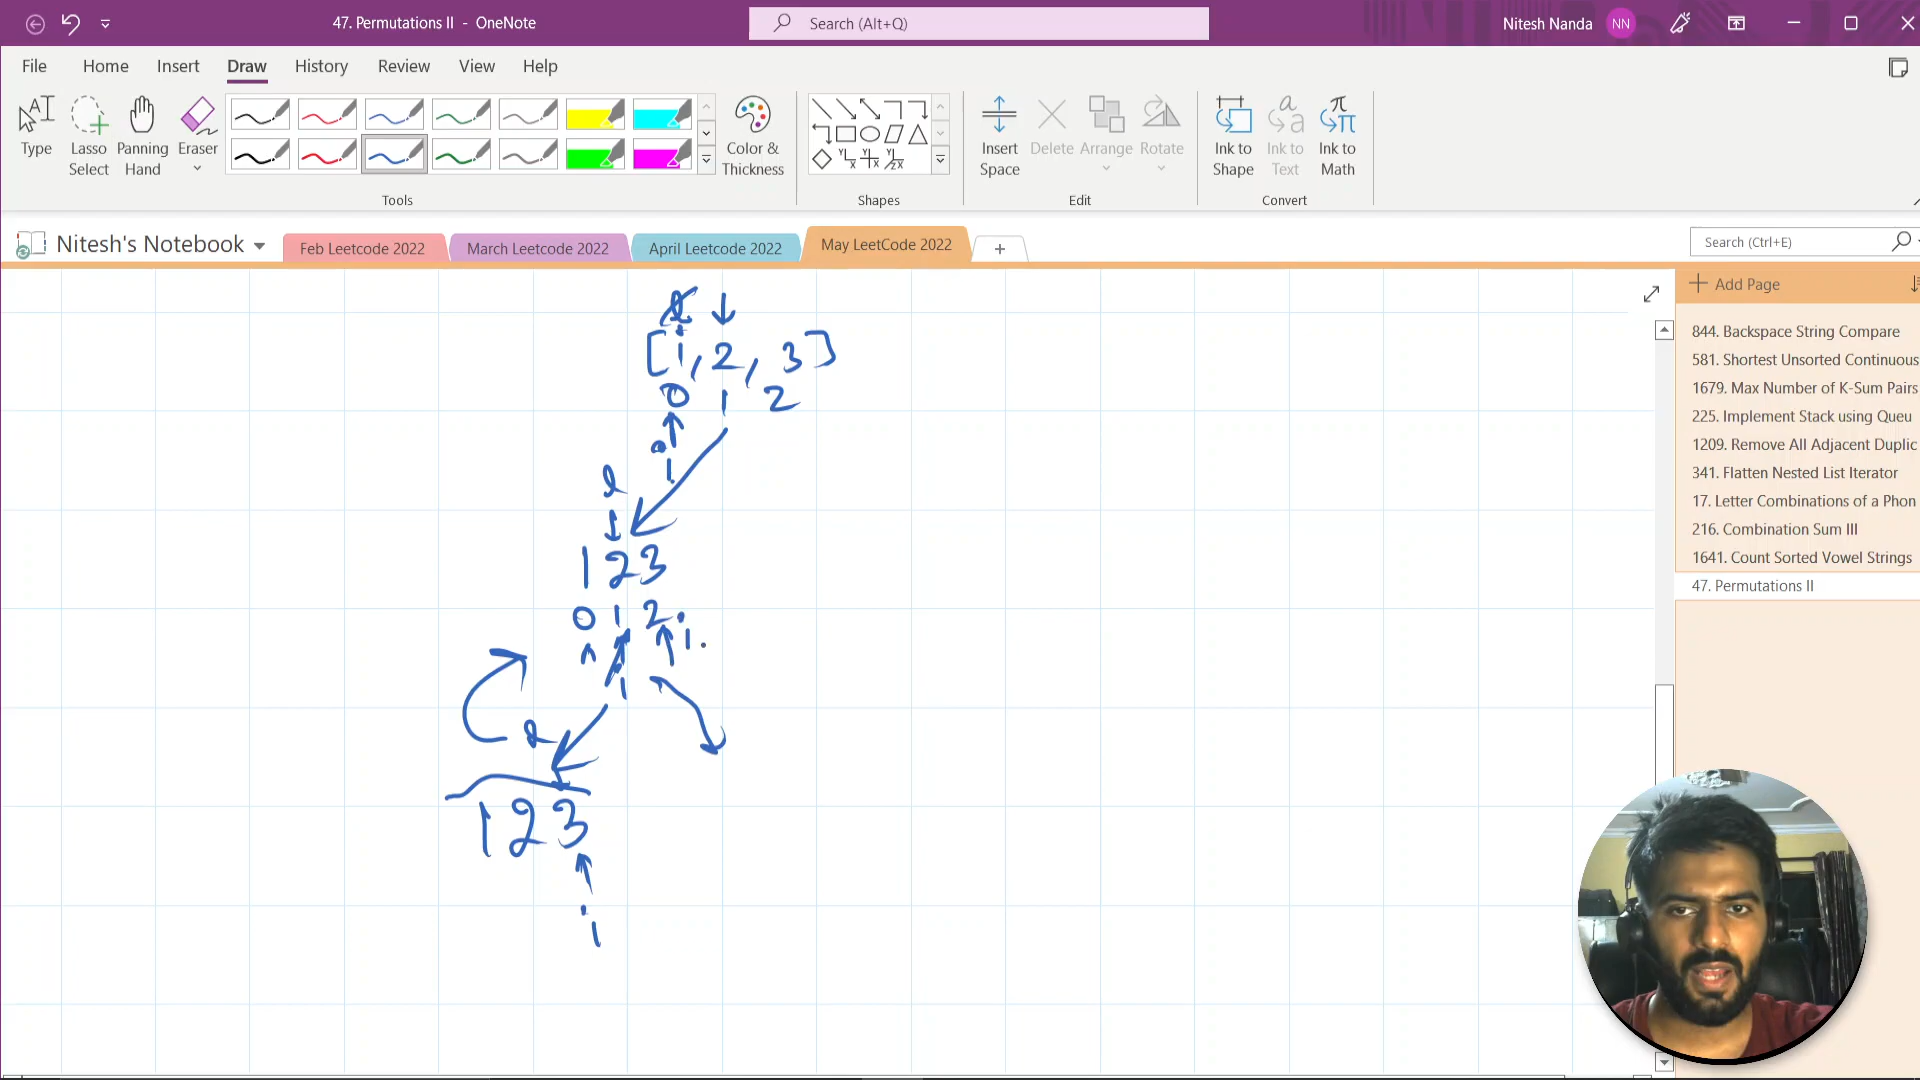 47. Permutations II - OneNote
Search (Alt+Q)
Nitesh Nanda
NN
File Home Insert Draw History Review View Help
Type
Lasso Select
Panning Hand
Eraser
Color & Thickness
Insert Space
Delete
Arrange
Rotate
Ink to Shape
Ink to Text
Ink to Math
Tools
Shapes
Edit
Convert
Nitesh's Notebook
Feb Leetcode 2022
March Leetcode 2022
April Leetcode 2022
May LeetCode 2022
Search (Ctrl+E)
Add Page
844. Backspace String Compare
581. Shortest Unsorted Continuous
1679. Max Number of K-Sum Pairs
225. Implement Stack using Queu
1209. Remove All Adjacent Duplic
341. Flatten Nested List Iterator
17. Letter Combinations of a Phon
216. Combination Sum III
1641. Count Sorted Vowel Strings
47. Permutations II
[1, 2, 3]
0 1 2
i
l
1 2 3
0 1 2
i
i
l
1 2 3
i